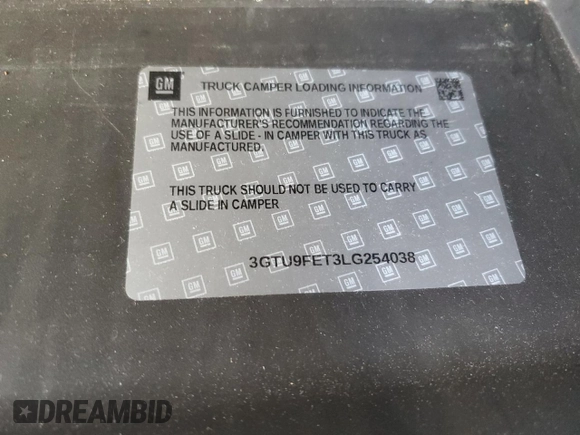 GM TRUCK CAMPER LOADING INFORMATION
THIS INFORMATION IS FURNISHED TO INDICATE THE
MANUFACTURER'S RECOMMENDATION REGARDING THE
USE OF A SLIDE - IN CAMPER WITH THIS TRUCK AS
MANUFACTURED.
THIS TRUCK SHOULD NOT BE USED TO CARRY
A SLIDE-IN CAMPER
3GTU9FET3LG254038
DREAMBID